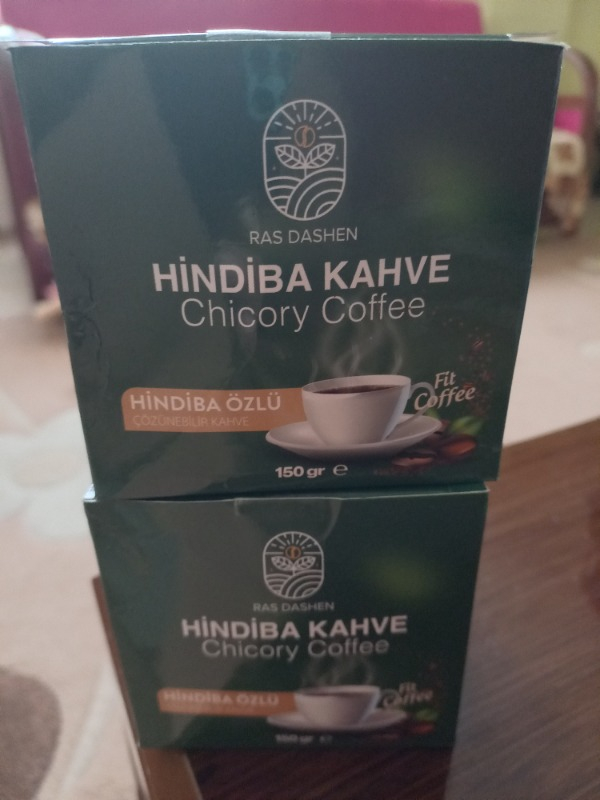 RAS DASHEN
HİNDİBA KAHVE
Chicory Coffee
HİNDİBA ÖZLÜ
ÇÖZÜNEBİLİR KAHVE
Fit
Coffee
150 gr e
RAS DASHEN
HİNDİBA KAHVE
Chicory Coffee
HİNDİBA ÖZLÜ
Fit
Coffee
150 gr e